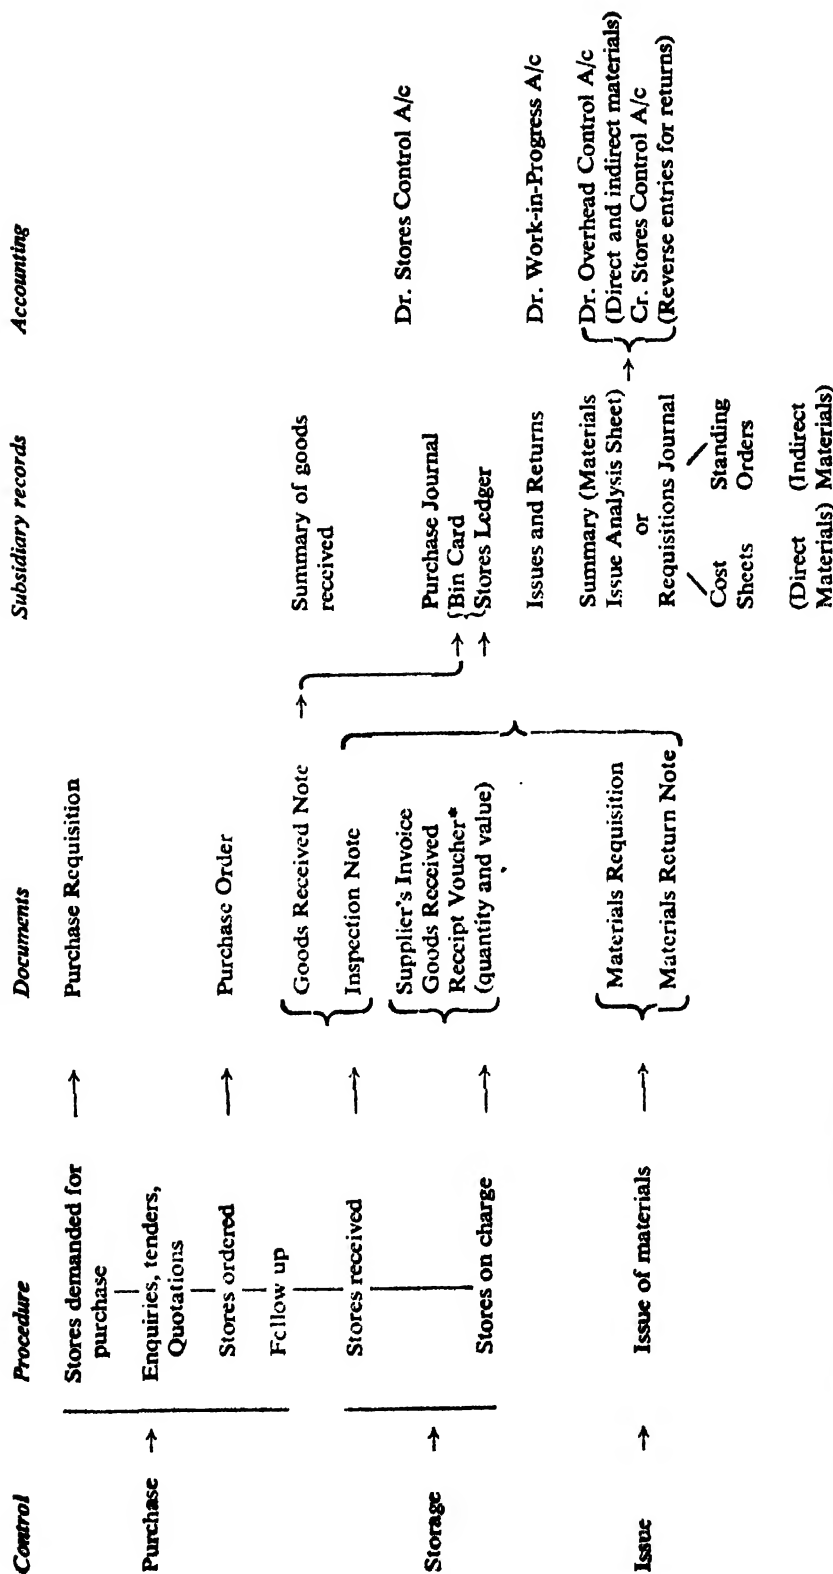 Control
Procedure
Documents
Subsidiary records
Accounting
Purchase →
Stores demanded for
purchase
→
Purchase Requisition
Enquiries, tenders,
Quotations
Stores ordered
→
Purchase Order
Follow up
Storage →
Stores received
→
Goods Received Note
→
Summary of goods
received
Inspection Note
Stores on charge
→
Supplier's Invoice
Goods Received
Receipt Voucher*
(quantity and value)
Purchase Journal
→ Bin Card
→ Stores Ledger
Dr. Stores Control A/c
Issue →
Issue of materials
→
Materials Requisition
Materials Return Note
Issues and Returns
Summary (Materials
Issue Analysis Sheet)
or
Requisitions Journal
Cost
Sheets
Standing
Orders
(Direct
Materials)
(Indirect
Materials)
→
Dr. Work-in-Progress A/c
Dr. Overhead Control A/c
(Direct and indirect materials)
Cr. Stores Control A/c
(Reverse entries for returns)